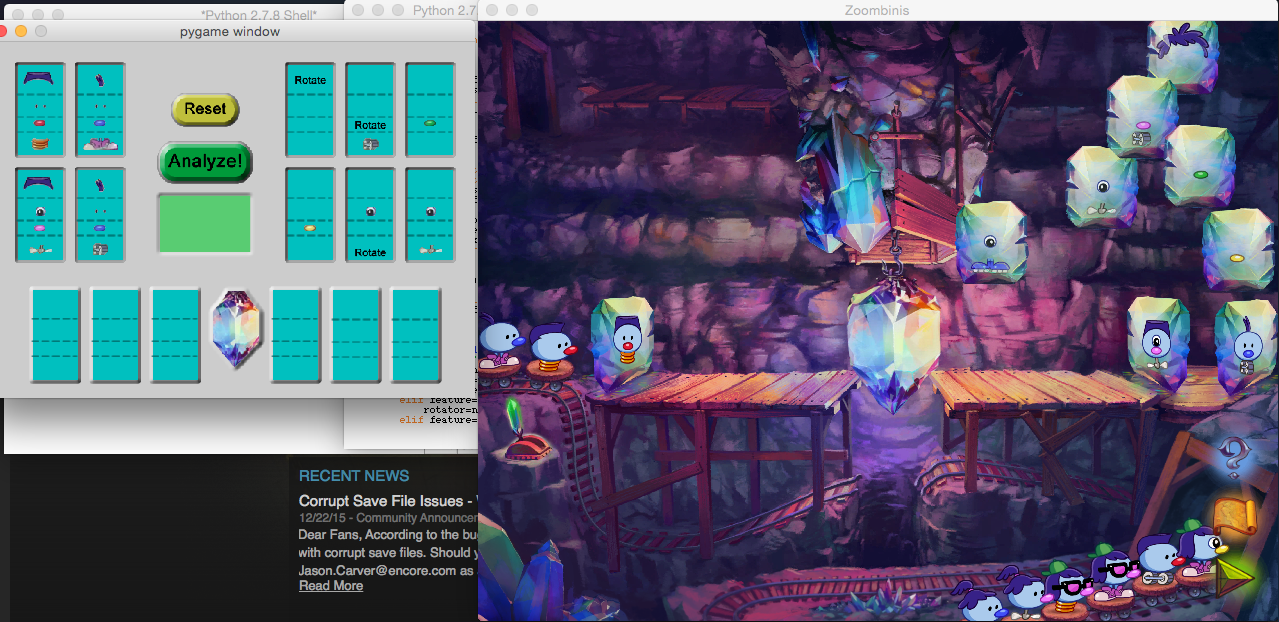 *Python 2.7.8 Shell*
Python 2.7
Zoombinis
pygame window
Reset
Analyze!
Rotate
Rotate
Rotate
elif feature=
rotator=n
elif feature=
RECENT NEWS
Corrupt Save File Issues -
12/22/15 - Community Announcer
Dear Fans, According to the bu
with corrupt save files. Should y
Jason.Carver@encore.com as
Read More